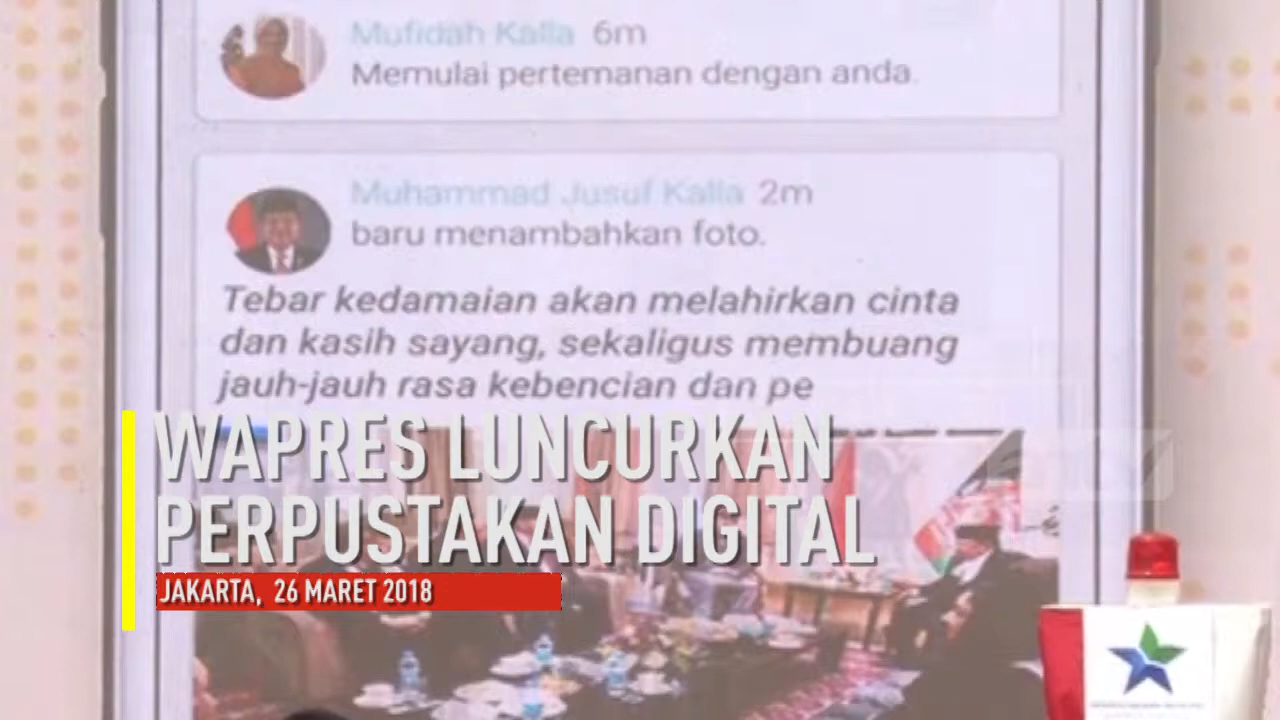 Mufidah Kalla 6m
Memulai pertemanan dengan anda.
Muhammad Jusuf Kalla 2m
baru menambahkan foto.
Tebar kedamaian akan melahirkan cinta
dan kasih sayang, sekaligus membuang
jauh-jauh rasa kebencian dan pe
WAPRES LUNCURKAN
PERPUSTAKAN DIGITAL
JAKARTA, 26 MARET 2018